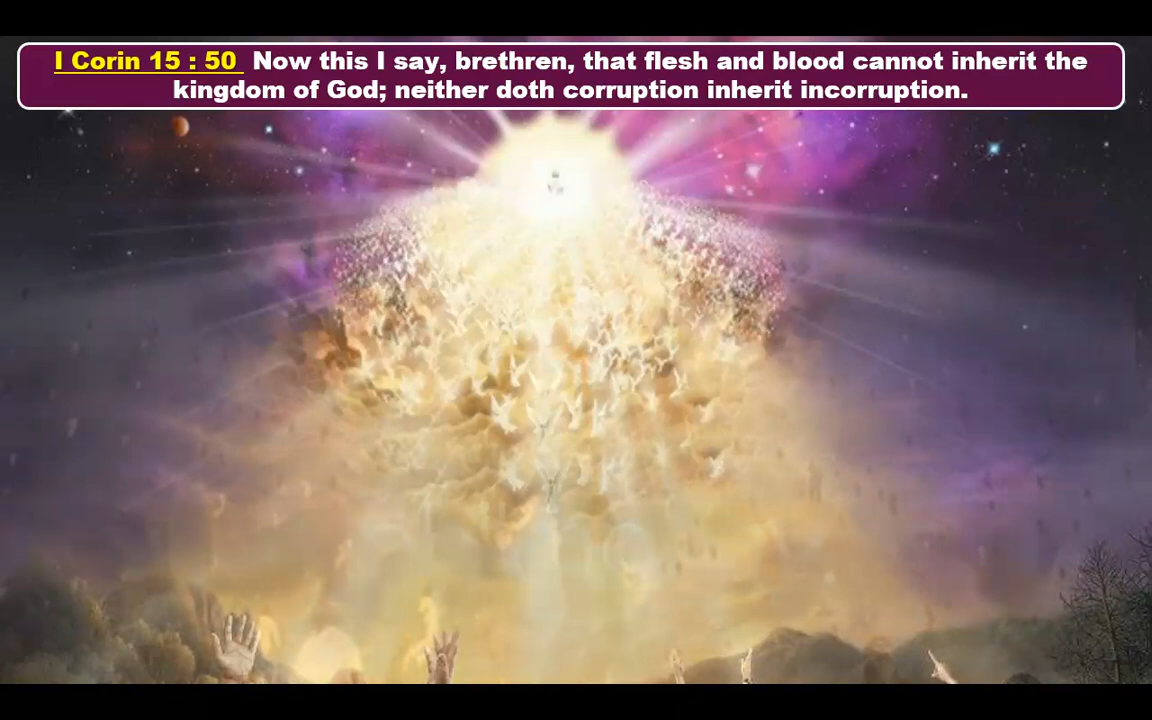 I Corin 15 : 50 Now this I say, brethren, that flesh and blood cannot inherit the
kingdom of God; neither doth corruption inherit incorruption.